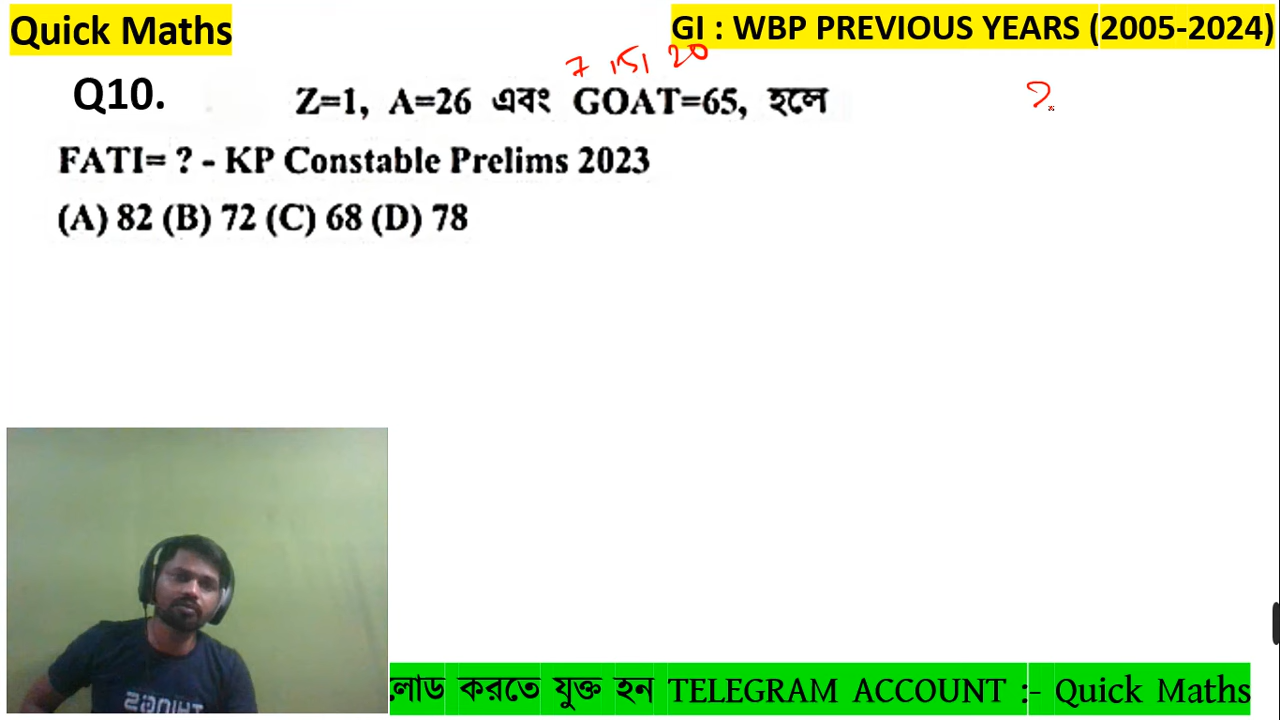 Quick Maths
GI : WBP PREVIOUS YEARS (2005-2024)
7 15 1 20
Q10. Z=1, A=26 এবং GOAT=65, হলে
2
FATI= ? - KP Constable Prelims 2023
(A) 82 (B) 72 (C) 68 (D) 78
লোড করতে যুক্ত হন TELEGRAM ACCOUNT :- Quick Maths